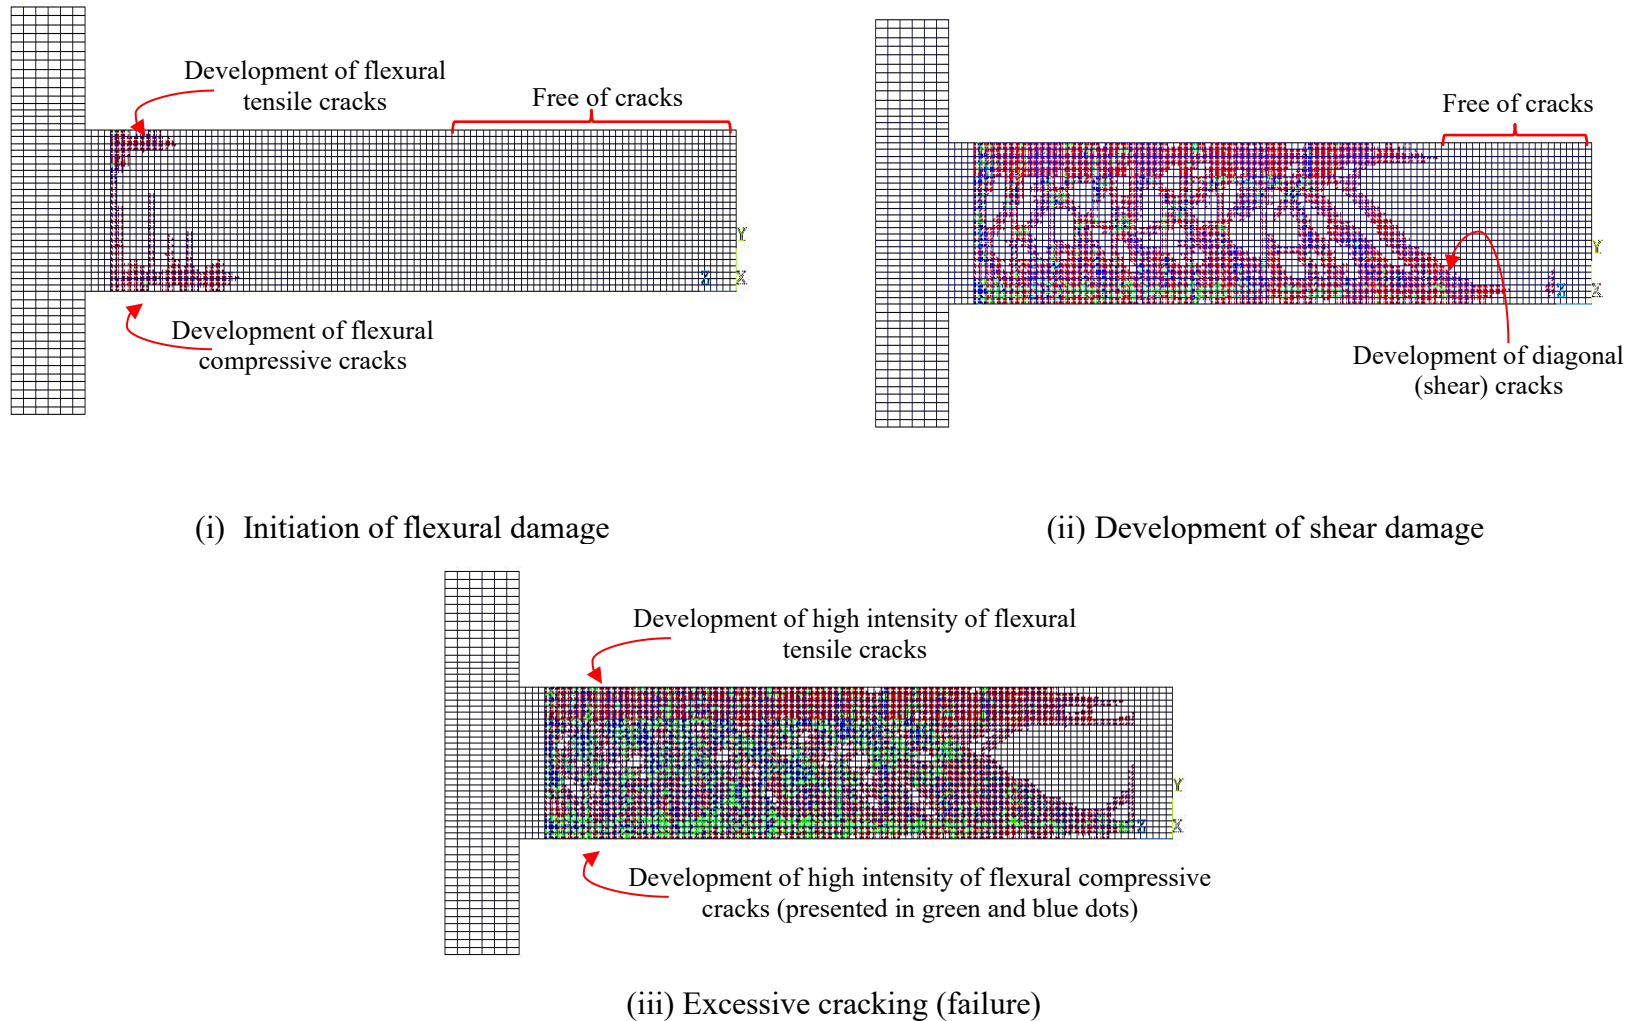 Development of flexural
tensile cracks
Free of cracks
Y
Z
X
Development of flexural
compressive cracks
(i) Initiation of flexural damage
Free of cracks
Y
Z
X
Development of diagonal
(shear) cracks
(ii) Development of shear damage
Development of high intensity of flexural
tensile cracks
Y
Z
X
Development of high intensity of flexural compressive
cracks (presented in green and blue dots)
(iii) Excessive cracking (failure)